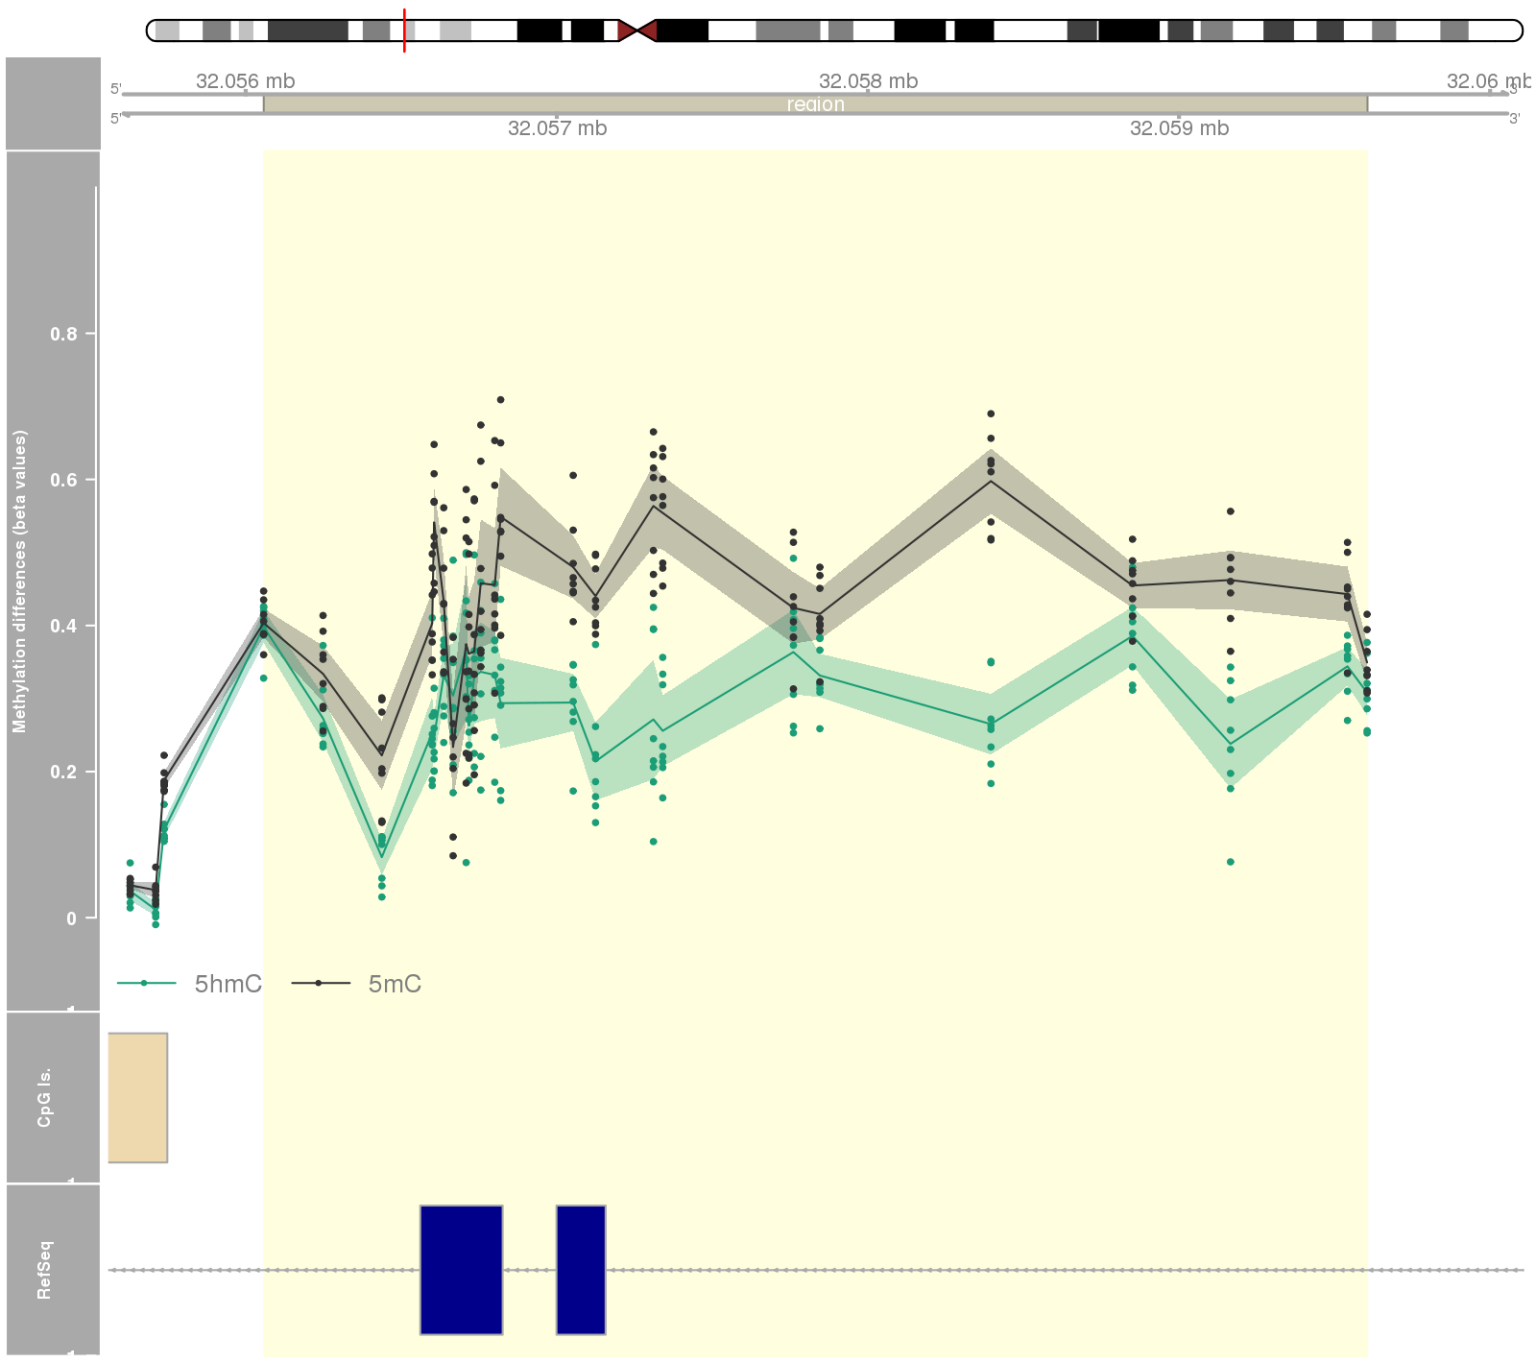 32.056 mb
32.058 mb
32.06 mb
5'
3'
region
5'
3'
32.057 mb
32.059 mb
Methylation differences (beta values)
0.8
0.6
0.4
0.2
0
5hmC
5mC
CpG Is.
RefSeq